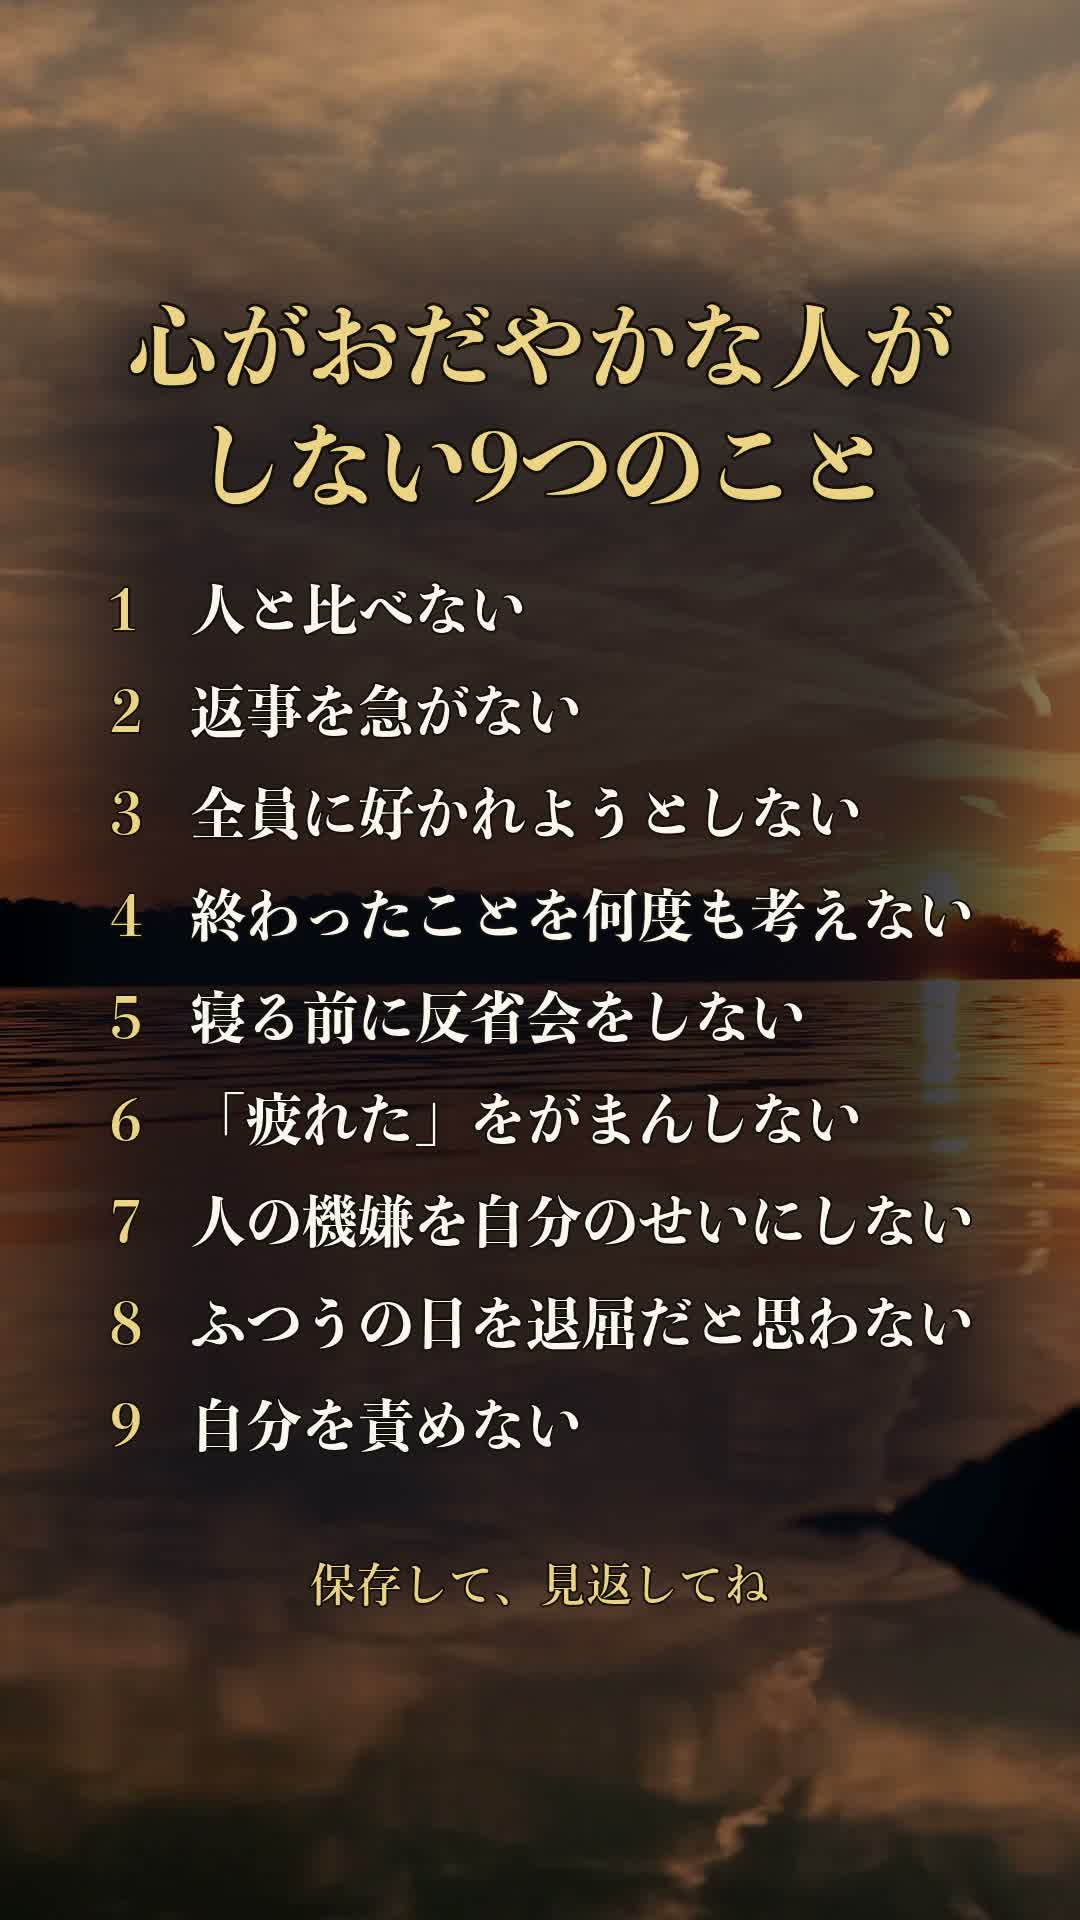 心がおだやかな人が
しない9つのこと
1 人と比べない
2 返事を急がない
3 全員に好かれようとしない
4 終わったことを何度も考えない
5 寝る前に反省会をしない
6 「疲れた」をがまんしない
7 人の機嫌を自分のせいにしない
8 ふつうの日を退屈だと思わない
9 自分を責めない
保存して、見返してね